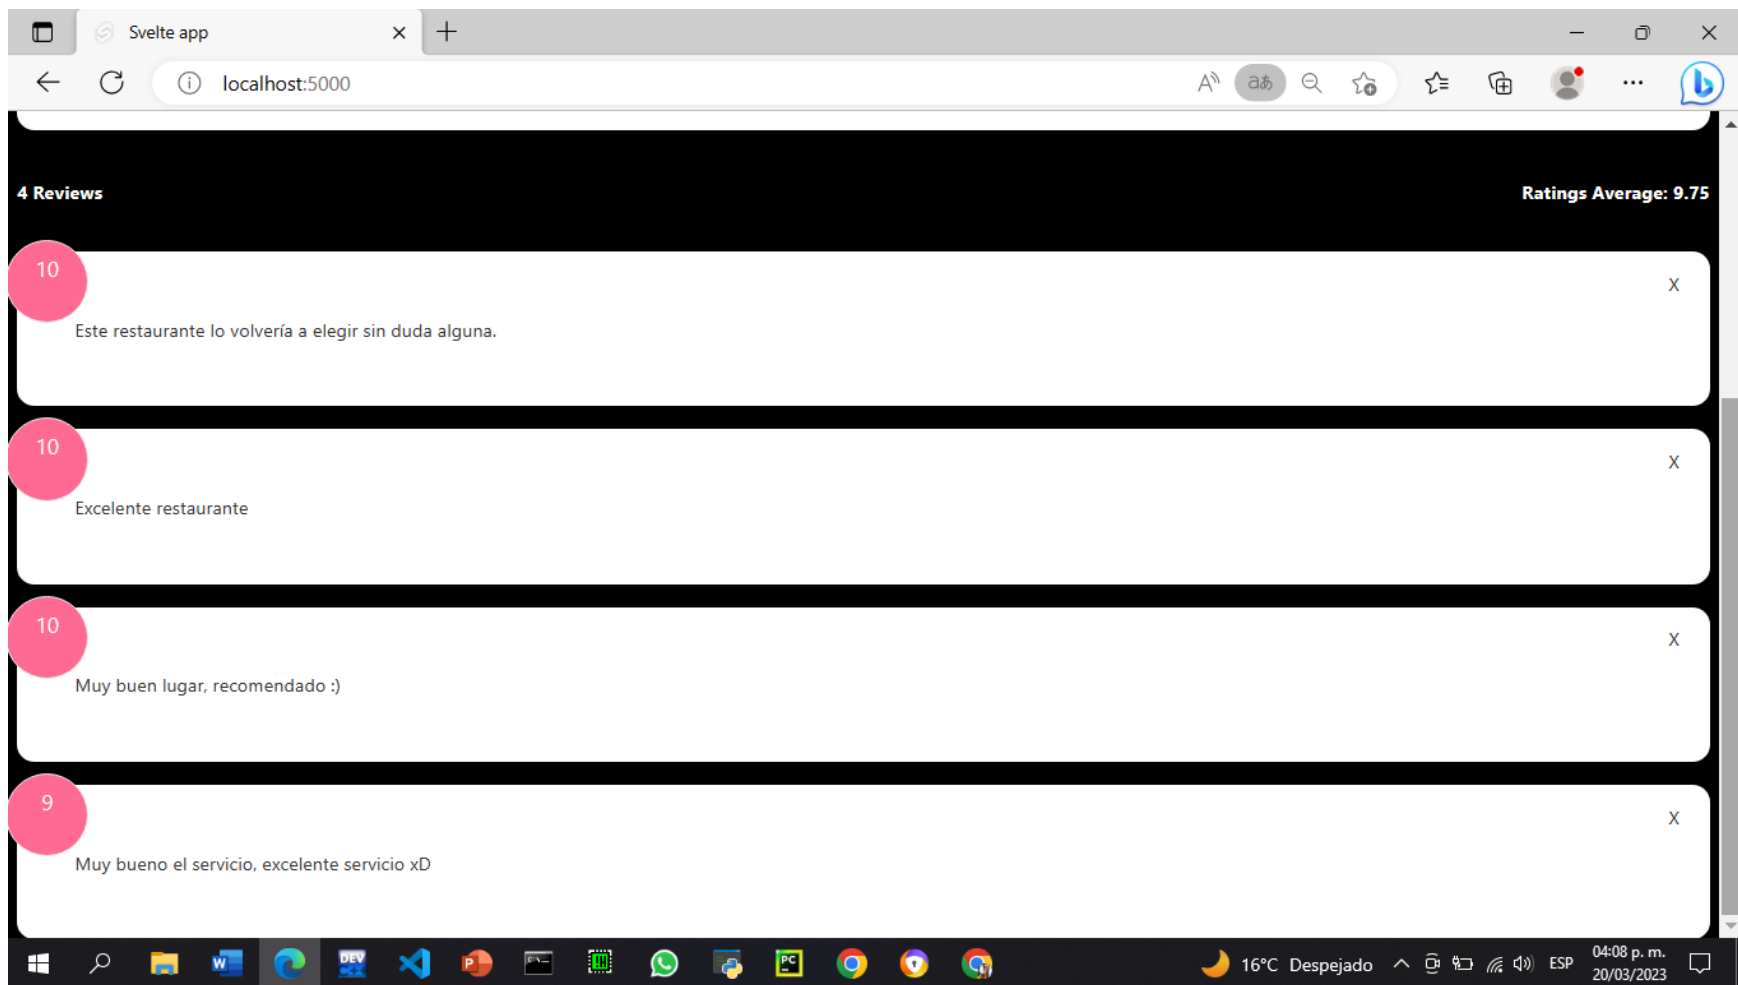 Svelte app
localhost:5000
4 Reviews
Ratings Average: 9.75
10
X
Este restaurante lo volvería a elegir sin duda alguna.
10
X
Excelente restaurante
10
X
Muy buen lugar, recomendado :)
9
X
Muy bueno el servicio, excelente servicio xD
16°C Despejado
ESP
04:08 p. m.
20/03/2023